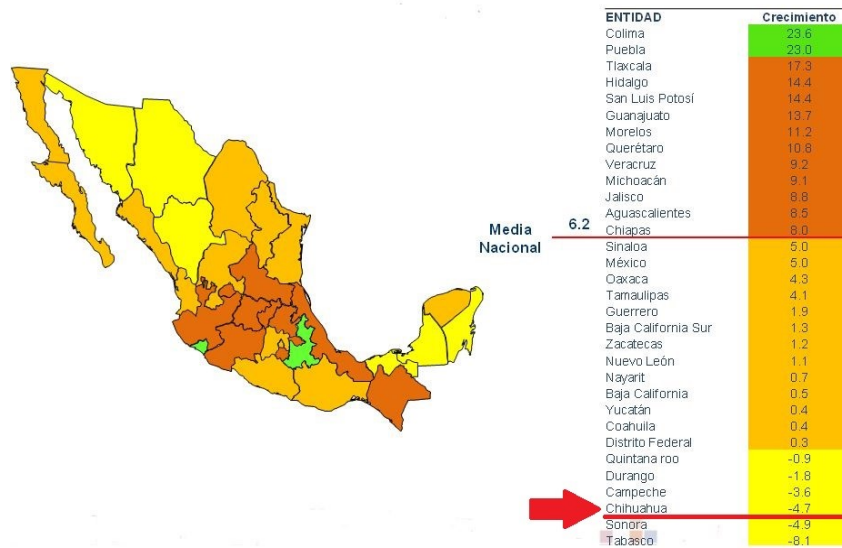 ENTIDAD Crecimiento
Colima 23.6
Puebla 23.0
Tlaxcala 17.3
Hidalgo 14.4
San Luis Potosí 14.4
Guanajuato 13.7
Morelos 11.2
Querétaro 10.8
Veracruz 9.2
Michoacán 9.1
Jalisco 8.8
Aguascalientes 8.5
Chiapas 8.0
Media Nacional 6.2
Sinaloa 5.0
México 5.0
Oaxaca 4.3
Tamaulipas 4.1
Guerrero 1.9
Baja California Sur 1.3
Zacatecas 1.2
Nuevo León 1.1
Nayarit 0.7
Baja California 0.5
Yucatán 0.4
Coahuila 0.4
Distrito Federal 0.3
Quintana roo -0.9
Durango -1.8
Campeche -3.6
Chihuahua -4.7
Sonora -4.9
Tabasco -8.1